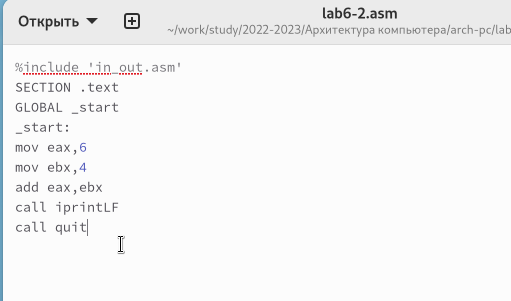 Открыть
lab6-2.asm
~/work/study/2022-2023/Архитектура компьютера/arch-pc/lab
%include 'in_out.asm'
SECTION .text
GLOBAL _start
_start:
mov eax,6
mov ebx,4
add eax,ebx
call iprintLF
call quit